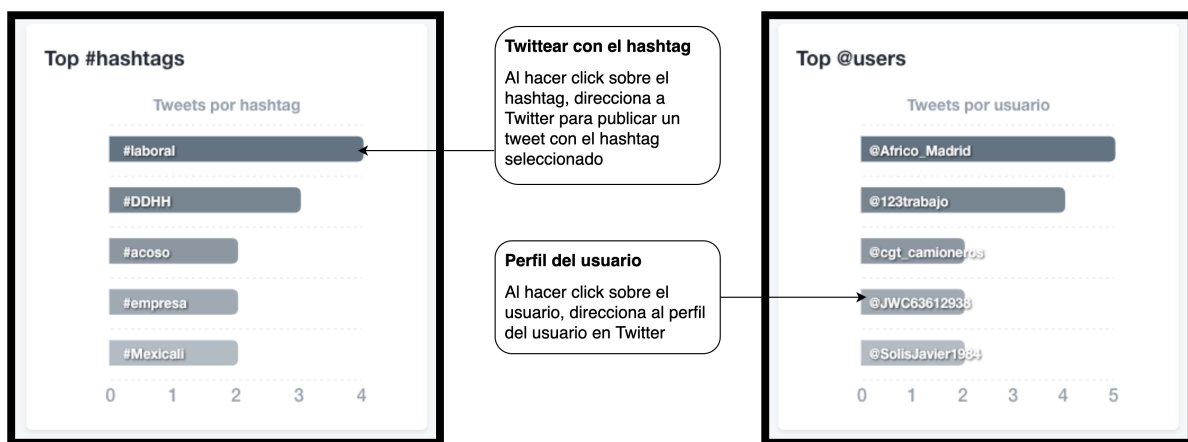 Top #hashtags
Tweets por hashtag
#laboral
#DDHH
#acoso
#empresa
#Mexicali
0 1 2 3 4
Twittear con el hashtag
Al hacer click sobre el
hashtag, direcciona a
Twitter para publicar un
tweet con el hashtag
seleccionado
Perfil del usuario
Al hacer click sobre el
usuario, direcciona al perfil
del usuario en Twitter
Top @users
Tweets por usuario
@Africo_Madrid
@123trabajo
@cgt_camioneros
@JWC63612938
@SolisJavier1984
0 1 2 3 4 5